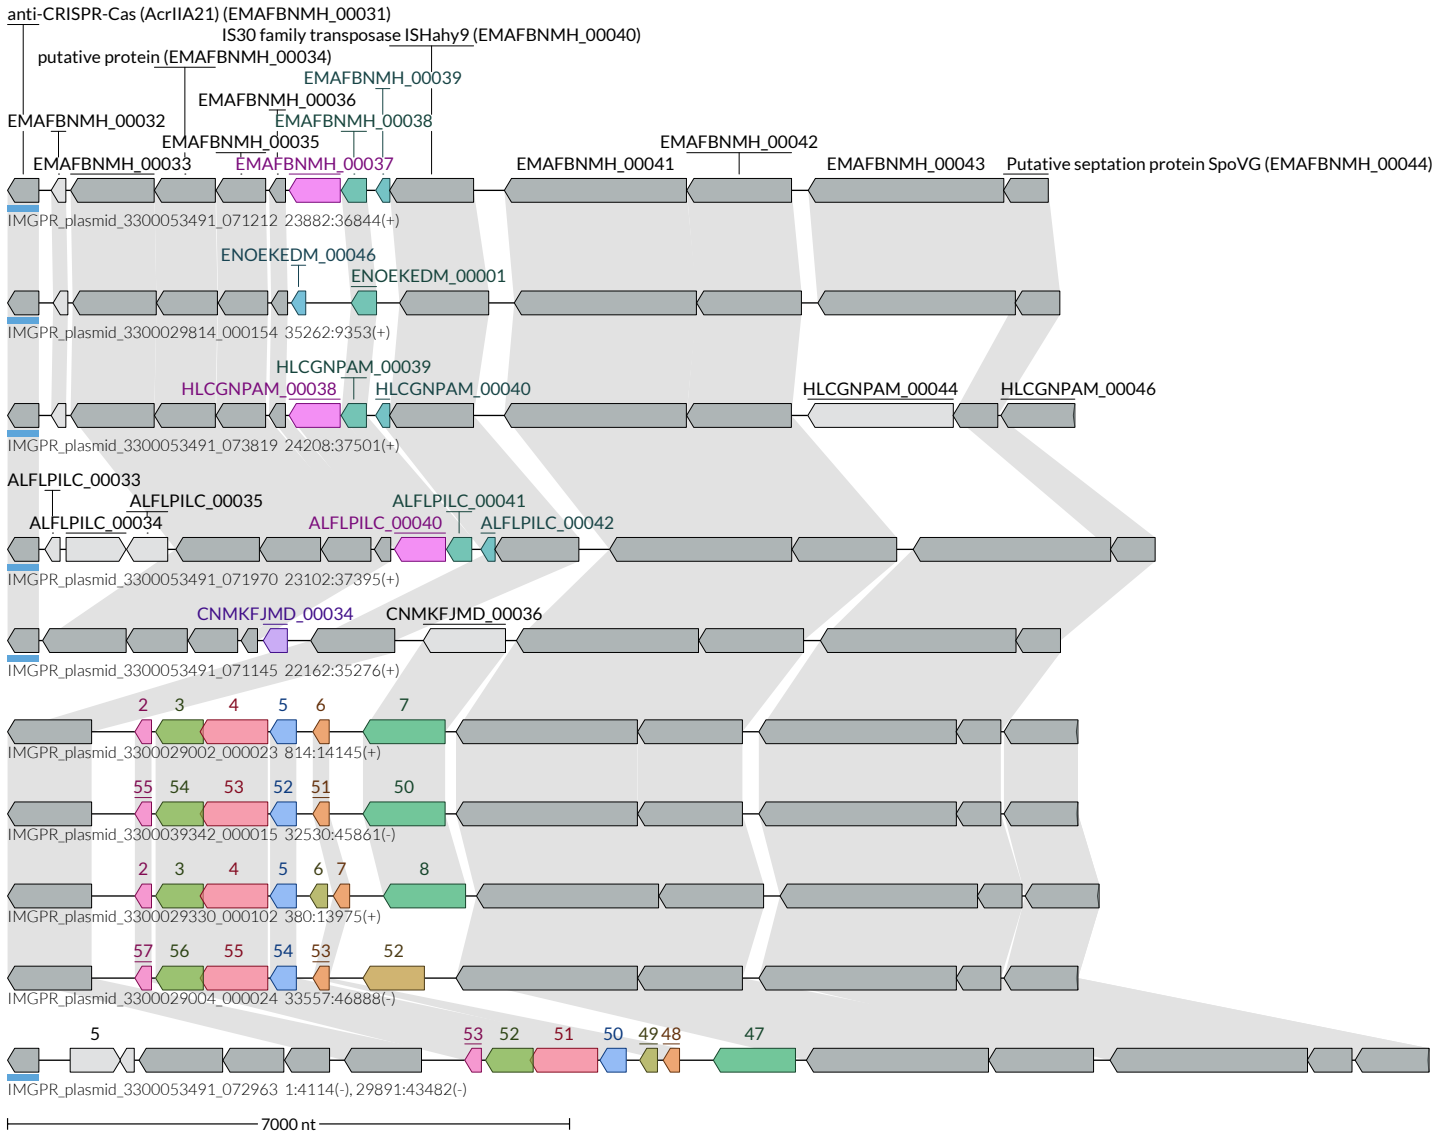 anti-CRISPR-Cas (AcrIIA21) (EMAFBNMH_00031)
IS30 family transposase ISHahy9 (EMAFBNMH_00040)
putative protein (EMAFBNMH_00034)
EMAFBNMH_00039
EMAFBNMH_00036
EMAFBNMH_00032 EMAFBNMH_00038
EMAFBNMH_00035 EMAFBNMH_00042
EMAFBNMH_00033 EMAFBNMH_00037 EMAFBNMH_00041 EMAFBNMH_00043 Putative septation protein SpoVG (EMAFBNMH_00044)
IMGPR_plasmid_3300053491_071212 23882:36844(+)
ENOEKEDM_00046
ENOEKEDM_00001
IMGPR_plasmid_3300029814_000154 35262:9353(+)
HLCGNPAM_00039
HLCGNPAM_00038 HLCGNPAM_00040 HLCGNPAM_00044 HLCGNPAM_00046
IMGPR_plasmid_3300053491_073819 24208:37501(+)
ALFLPILC_00033
ALFLPILC_00035 ALFLPILC_00041
ALFLPILC_00034 ALFLPILC_00040 ALFLPILC_00042
IMGPR_plasmid_3300053491_071970 23102:37395(+)
CNMKFJMD_00034 CNMKFJMD_00036
IMGPR_plasmid_3300053491_071145 22162:35276(+)
2 3 4 5 6 7
IMGPR_plasmid_3300029002_000023 814:14145(+)
55 54 53 52 51 50
IMGPR_plasmid_3300039342_000015 32530:45861(-)
2 3 4 5 6 7 8
IMGPR_plasmid_3300029330_000102 380:13975(+)
57 56 55 54 53 52
IMGPR_plasmid_3300029004_000024 33557:46888(-)
5 53 52 51 50 49 48 47
IMGPR_plasmid_3300053491_072963 1:4114(-), 29891:43482(-)
7000 nt